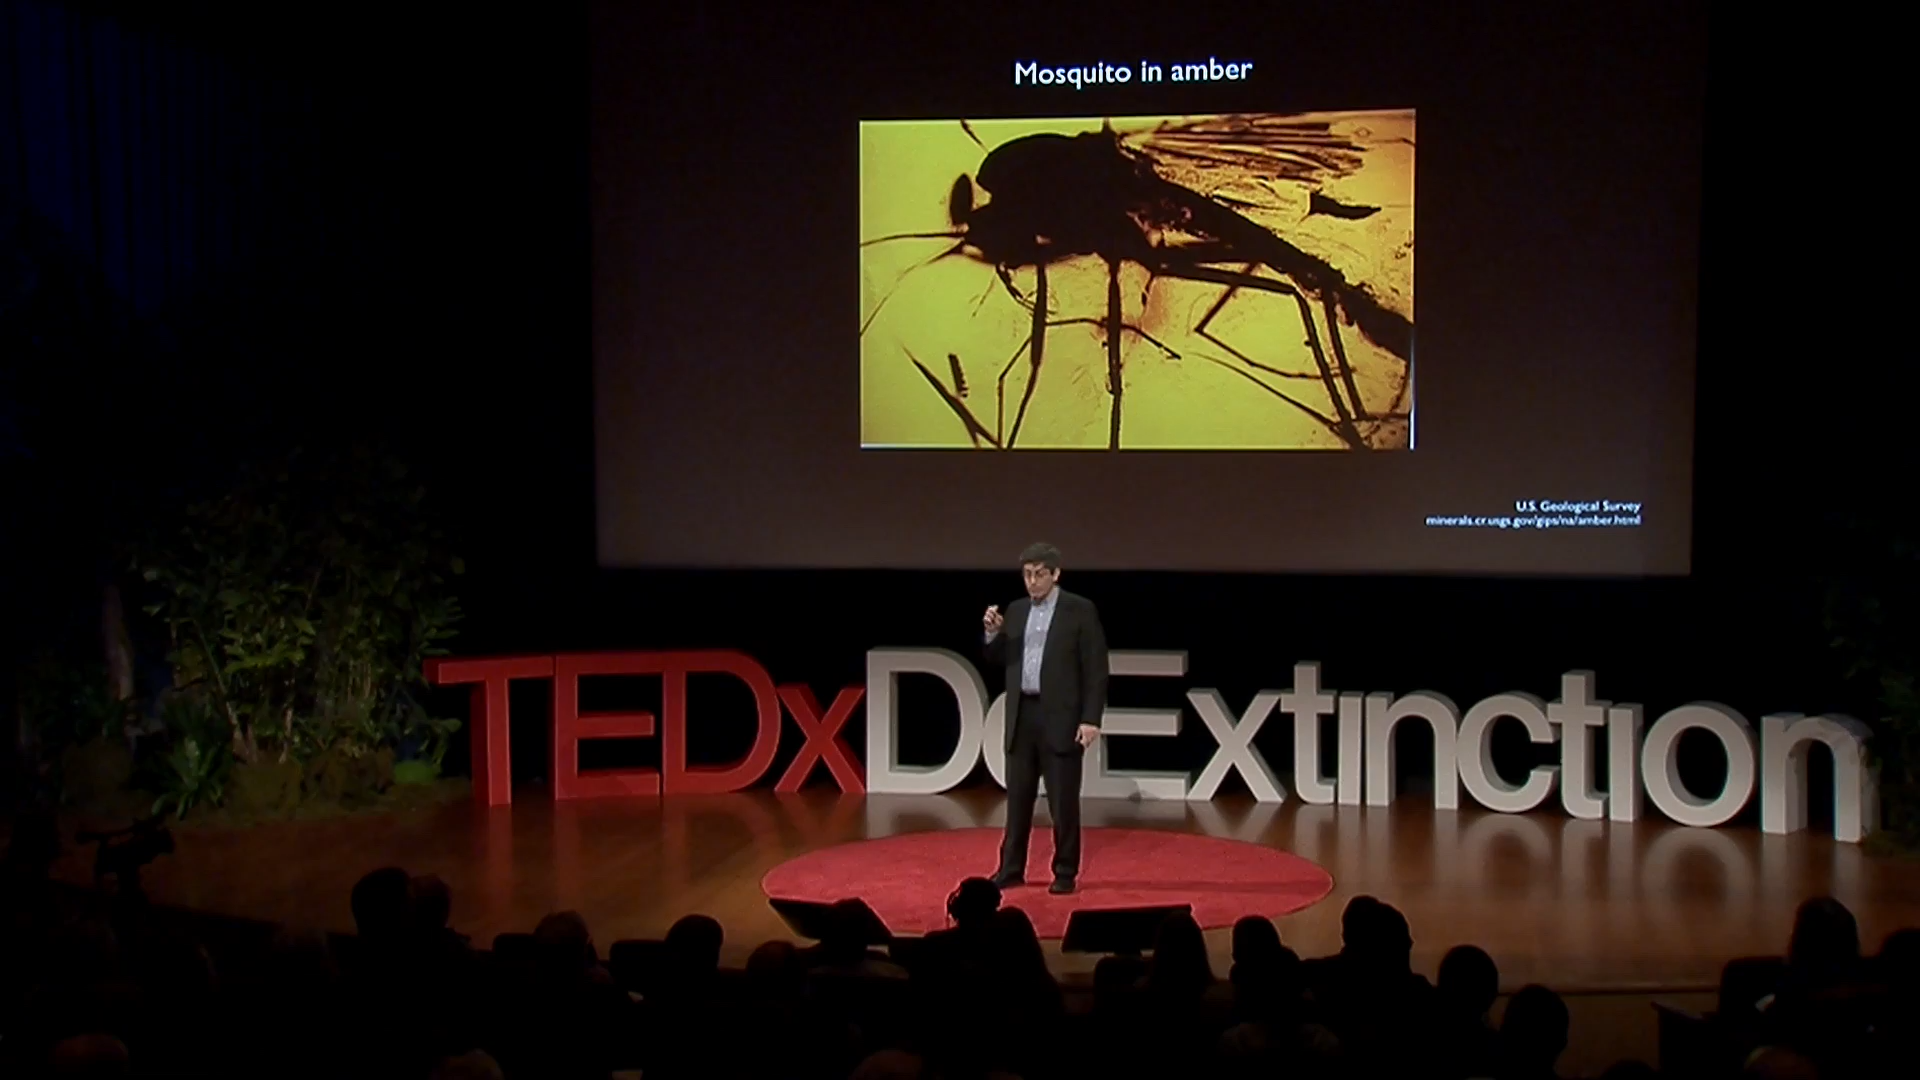 Mosquito in amber
U.S. Geological Survey
minerals.cr.usgs.gov/gips/na/amber.html
TEDxDeExtinction